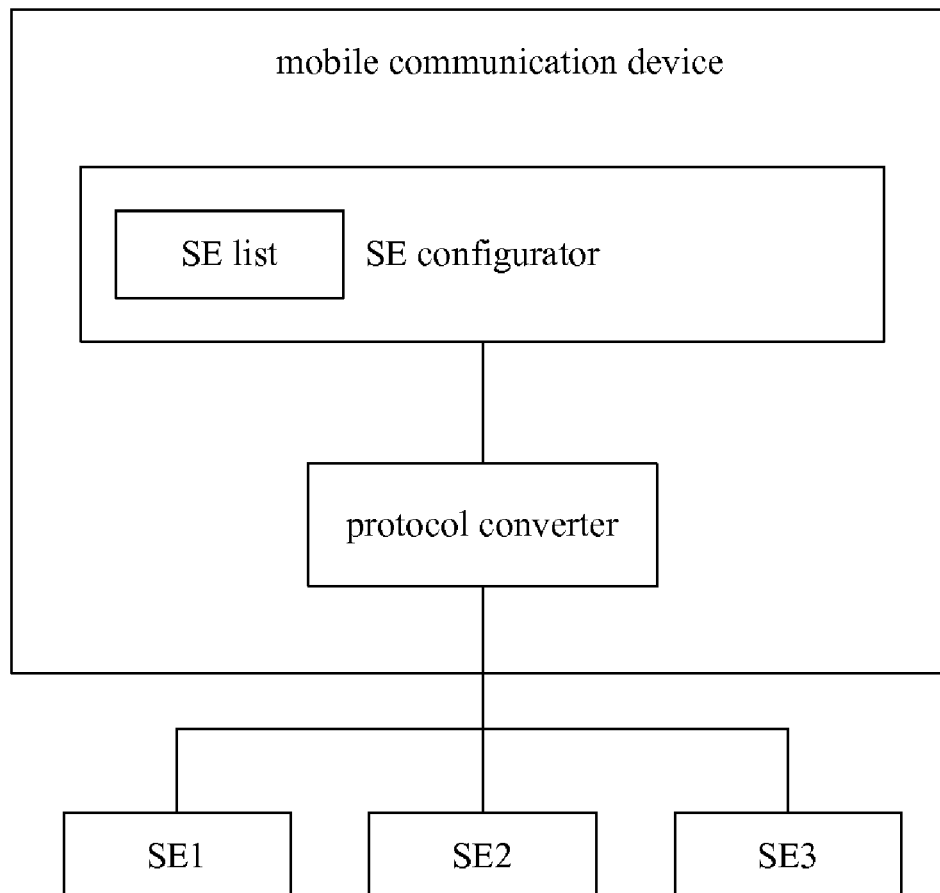 mobile communication device
SE list
SE configurator
protocol converter
SE1
SE2
SE3